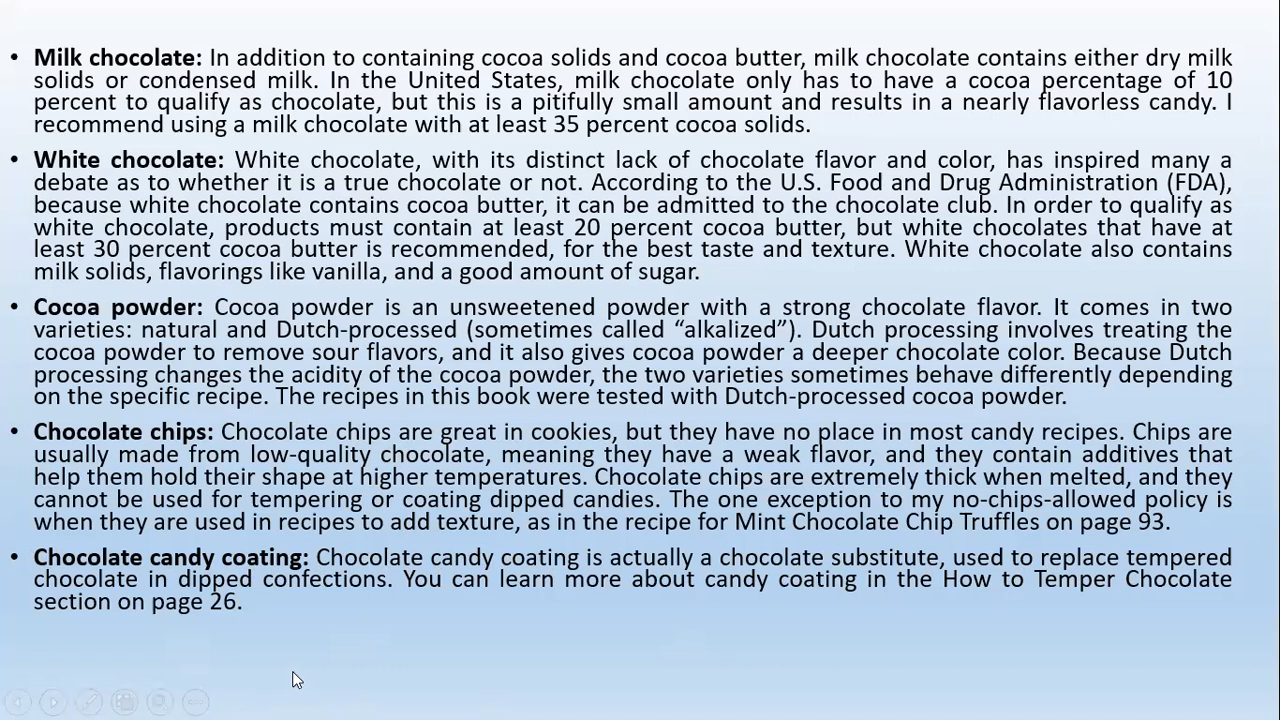 • Milk chocolate: In addition to containing cocoa solids and cocoa butter, milk chocolate contains either dry milk
solids or condensed milk. In the United States, milk chocolate only has to have a cocoa percentage of 10
percent to qualify as chocolate, but this is a pitifully small amount and results in a nearly flavorless candy. I
recommend using a milk chocolate with at least 35 percent cocoa solids.
• White chocolate: White chocolate, with its distinct lack of chocolate flavor and color, has inspired many a
debate as to whether it is a true chocolate or not. According to the U.S. Food and Drug Administration (FDA),
because white chocolate contains cocoa butter, it can be admitted to the chocolate club. In order to qualify as
white chocolate, products must contain at least 20 percent cocoa butter, but white chocolates that have at
least 30 percent cocoa butter is recommended, for the best taste and texture. White chocolate also contains
milk solids, flavorings like vanilla, and a good amount of sugar.
• Cocoa powder: Cocoa powder is an unsweetened powder with a strong chocolate flavor. It comes in two
varieties: natural and Dutch-processed (sometimes called “alkalized”). Dutch processing involves treating the
cocoa powder to remove sour flavors, and it also gives cocoa powder a deeper chocolate color. Because Dutch
processing changes the acidity of the cocoa powder, the two varieties sometimes behave differently depending
on the specific recipe. The recipes in this book were tested with Dutch-processed cocoa powder.
• Chocolate chips: Chocolate chips are great in cookies, but they have no place in most candy recipes. Chips are
usually made from low-quality chocolate, meaning they have a weak flavor, and they contain additives that
help them hold their shape at higher temperatures. Chocolate chips are extremely thick when melted, and they
cannot be used for tempering or coating dipped candies. The one exception to my no-chips-allowed policy is
when they are used in recipes to add texture, as in the recipe for Mint Chocolate Chip Truffles on page 93.
• Chocolate candy coating: Chocolate candy coating is actually a chocolate substitute, used to replace tempered
chocolate in dipped confections. You can learn more about candy coating in the How to Temper Chocolate
section on page 26.